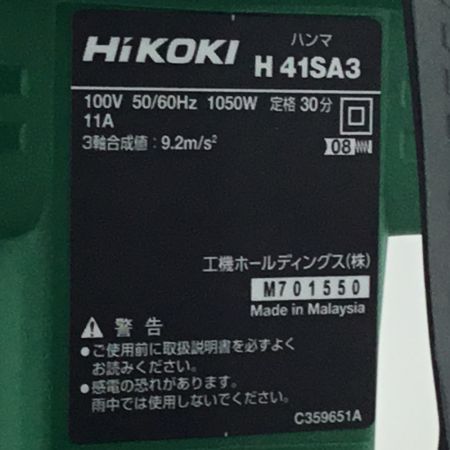 HiKOKI ハンマ H 41SA3
100V 50/60Hz 1050W 定格 30分
11A
3軸合成値：9.2m/s²
08
工機ホールディングス(株)
M701550
Made in Malaysia
警告
●ご使用前に取扱説明書を必ずよく
お読みください。
●感電の恐れがあります。
雨中では使用しないでください。
C359651A